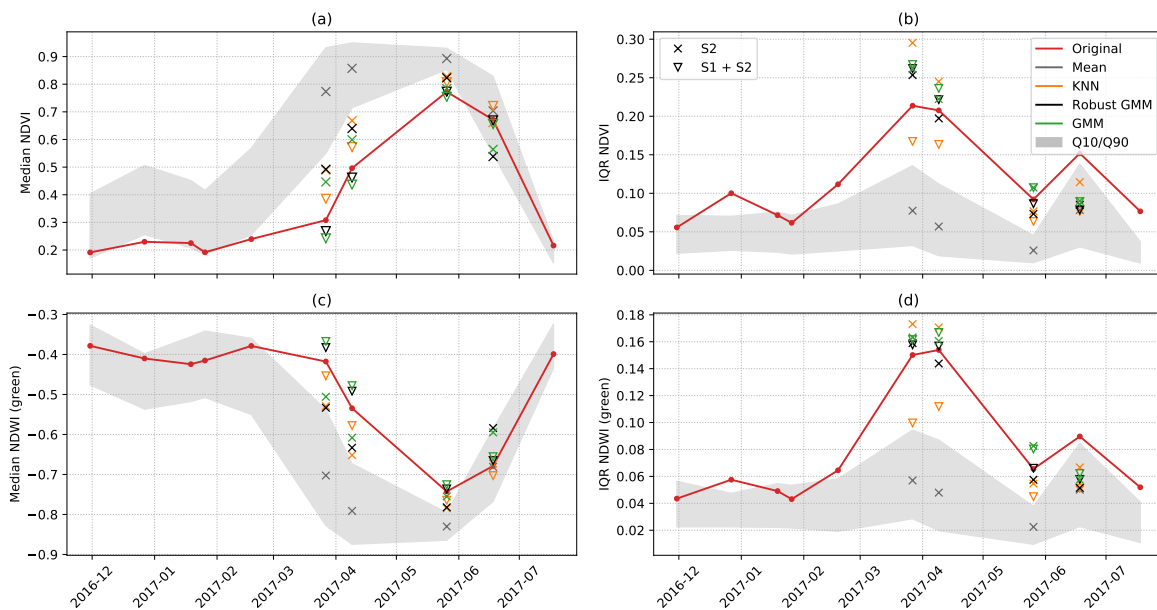 (a)
Median NDVI
0.9
0.8
0.7
0.6
0.5
0.4
0.3
0.2
(b)
IQR NDVI
0.30
0.25
0.20
0.15
0.10
0.05
0.00
S2
S1 + S2
Original
Mean
KNN
Robust GMM
GMM
Q10/Q90
(c)
Median NDWI (green)
−0.3
−0.4
−0.5
−0.6
−0.7
−0.8
−0.9
2016-12
2017-01
2017-02
2017-03
2017-04
2017-05
2017-06
2017-07
(d)
IQR NDWI (green)
0.18
0.16
0.14
0.12
0.10
0.08
0.06
0.04
0.02
2016-12
2017-01
2017-02
2017-03
2017-04
2017-05
2017-06
2017-07